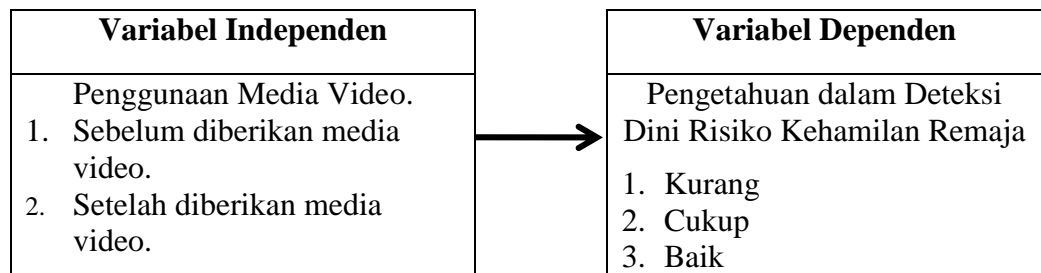 Variabel Independen
Penggunaan Media Video.
1. Sebelum diberikan media
video.
2. Setelah diberikan media
video.
Variabel Dependen
Pengetahuan dalam Deteksi
Dini Risiko Kehamilan Remaja
1. Kurang
2. Cukup
3. Baik